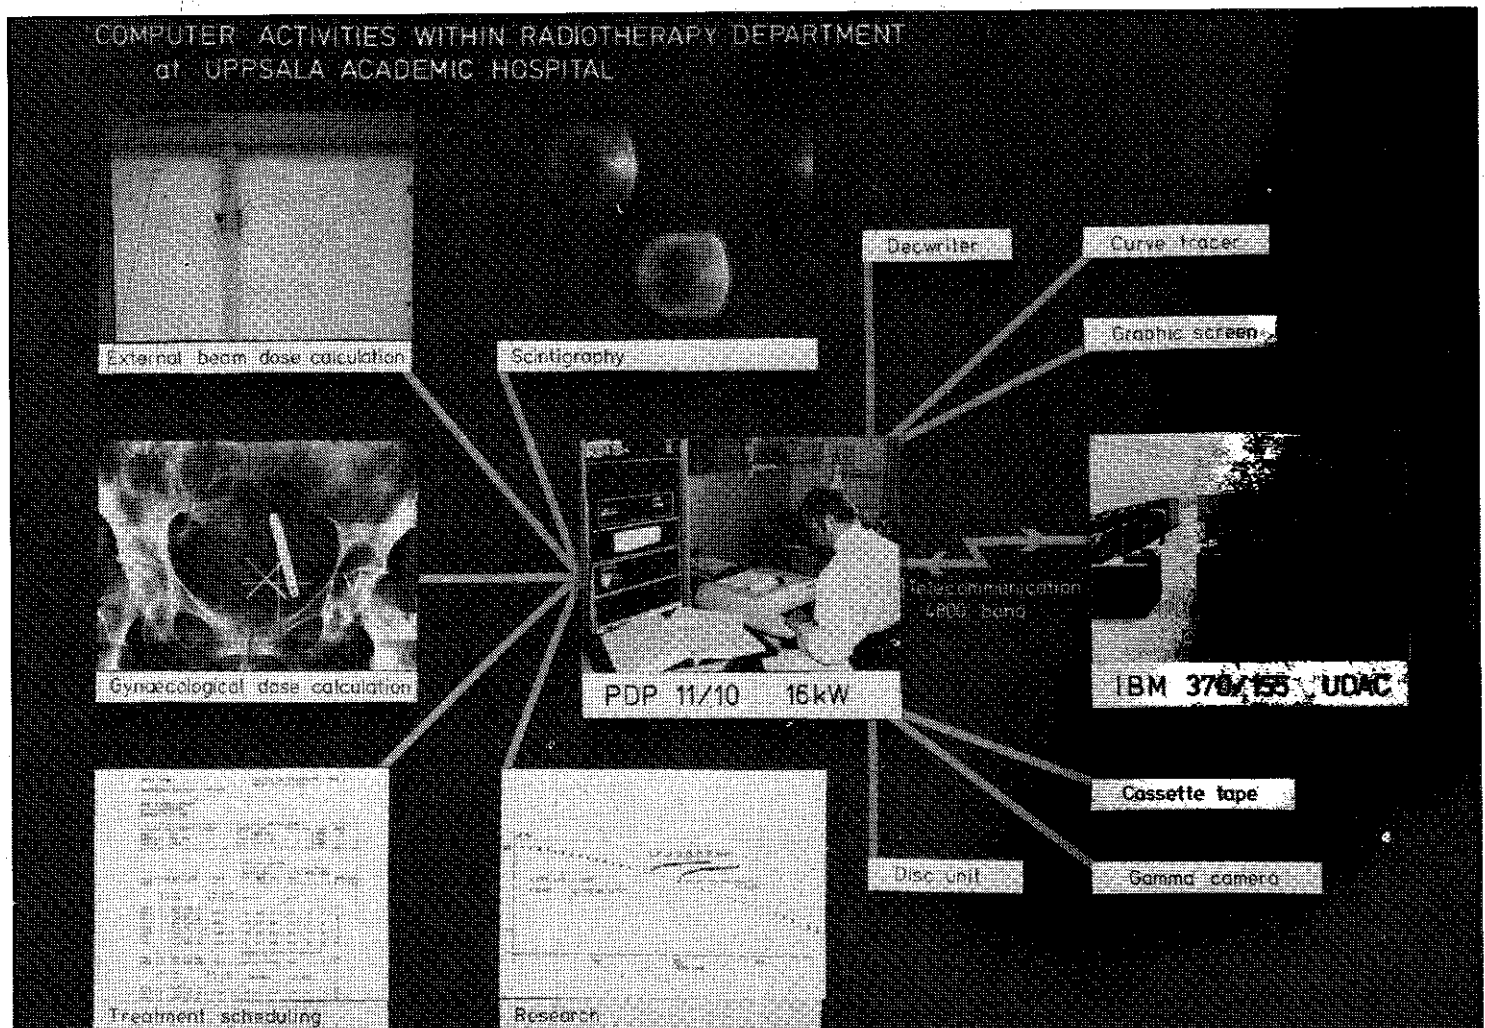 COMPUTER ACTIVITIES WITHIN RADIOTHERAPY DEPARTMENT
at UPPSALA ACADEMIC HOSPITAL
Decwriter
Curve tracer
Graphic screen
External beam dose calculation
Scintigraphy
Telecommunication
4800 band
Gynaecological dose calculation
PDP 11/10 16kW
IBM 370/155 UDAC
Cassette tape
Disc unit
Gamma camera
Treatment scheduling
Research